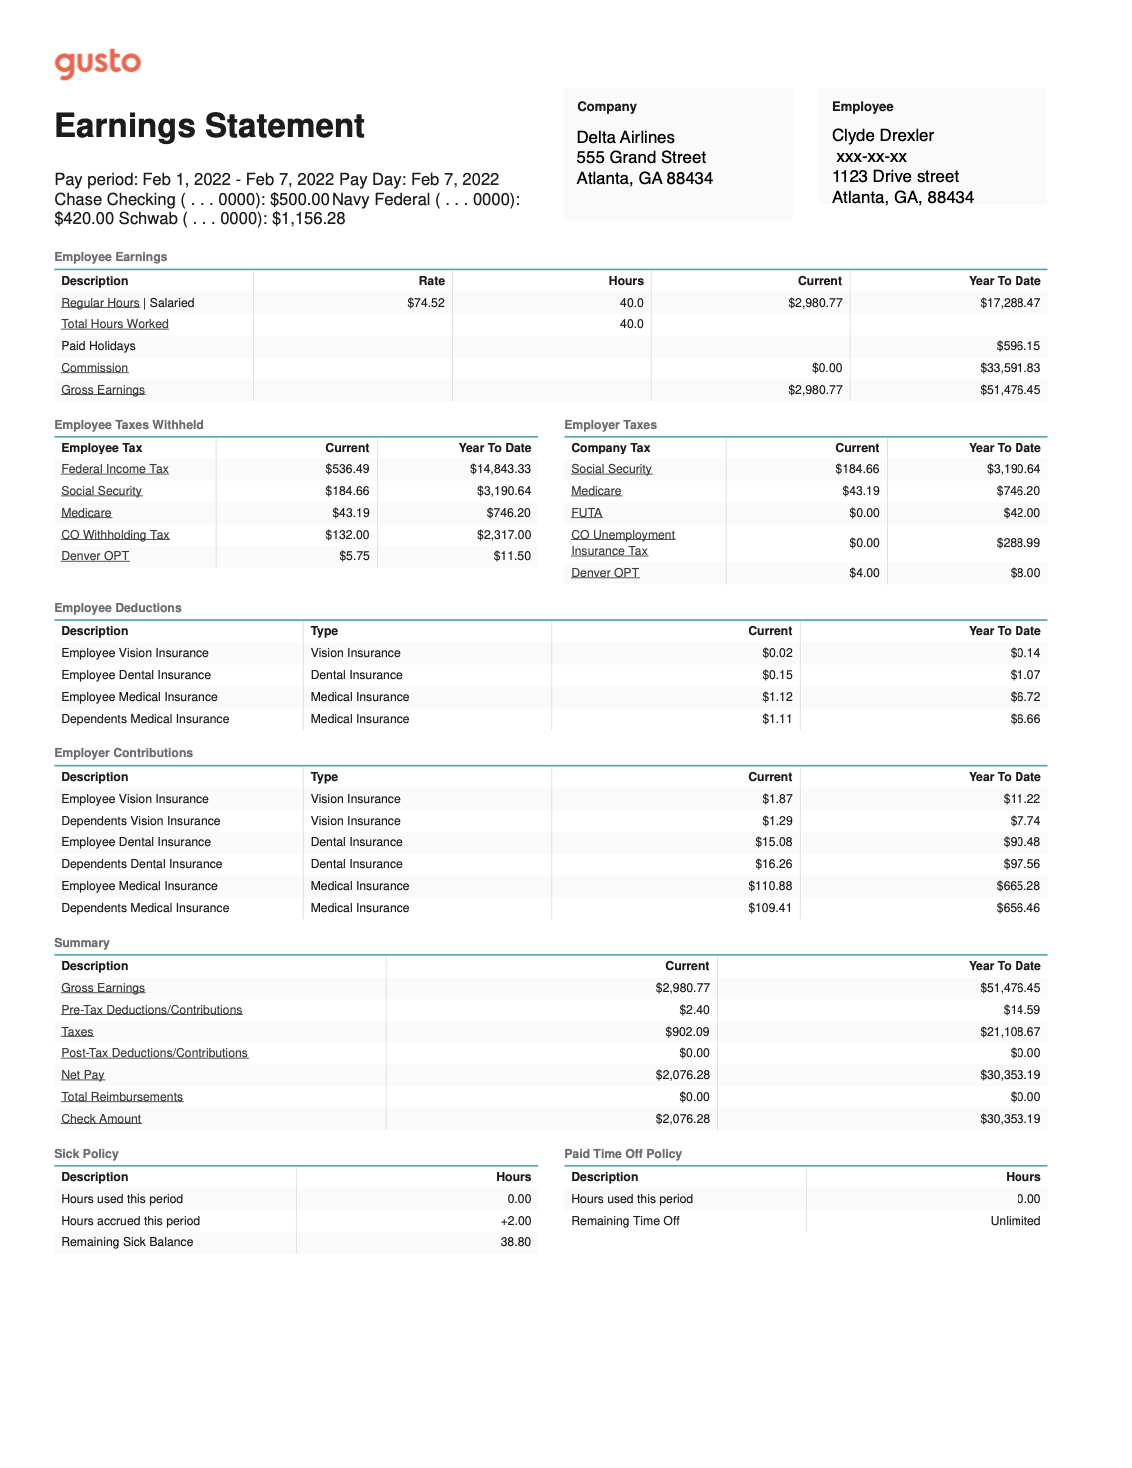 gusto
Earnings Statement
Pay period: Feb 1, 2022 - Feb 7, 2022 Pay Day: Feb 7, 2022
Chase Checking ( . . . 0000): $500.00 Navy Federal ( . . . 0000):
$420.00 Schwab ( . . . 0000): $1,156.28
Company
Delta Airlines
555 Grand Street
Atlanta, GA 88434
Employee
Clyde Drexler
xxx-xx-xx
1123 Drive street
Atlanta, GA, 88434
Employee Earnings
Description Rate Hours Current Year To Date
Regular Hours | Salaried $74.52 40.0 $2,980.77 $17,288.47
Total Hours Worked 40.0
Paid Holidays $596.15
Commission $0.00 $33,591.83
Gross Earnings $2,980.77 $51,476.45
Employee Taxes Withheld
Employee Tax Current Year To Date
Federal Income Tax $536.49 $14,843.33
Social Security $184.66 $3,190.64
Medicare $43.19 $746.20
CO Withholding Tax $132.00 $2,317.00
Denver OPT $5.75 $11.50
Employer Taxes
Company Tax Current Year To Date
Social Security $184.66 $3,190.64
Medicare $43.19 $746.20
FUTA $0.00 $42.00
CO Unemployment
Insurance Tax $0.00 $288.99
Denver OPT $4.00 $8.00
Employee Deductions
Description Type Current Year To Date
Employee Vision Insurance Vision Insurance $0.02 $0.14
Employee Dental Insurance Dental Insurance $0.15 $1.07
Employee Medical Insurance Medical Insurance $1.12 $6.72
Dependents Medical Insurance Medical Insurance $1.11 $6.66
Employer Contributions
Description Type Current Year To Date
Employee Vision Insurance Vision Insurance $1.87 $11.22
Dependents Vision Insurance Vision Insurance $1.29 $7.74
Employee Dental Insurance Dental Insurance $15.08 $90.48
Dependents Dental Insurance Dental Insurance $16.26 $97.56
Employee Medical Insurance Medical Insurance $110.88 $665.28
Dependents Medical Insurance Medical Insurance $109.41 $656.46
Summary
Description Current Year To Date
Gross Earnings $2,980.77 $51,476.45
Pre-Tax Deductions/Contributions $2.40 $14.59
Taxes $902.09 $21,108.67
Post-Tax Deductions/Contributions $0.00 $0.00
Net Pay $2,076.28 $30,353.19
Total Reimbursements $0.00 $0.00
Check Amount $2,076.28 $30,353.19
Sick Policy
Description Hours
Hours used this period 0.00
Hours accrued this period +2.00
Remaining Sick Balance 38.80
Paid Time Off Policy
Description Hours
Hours used this period 0.00
Remaining Time Off Unlimited